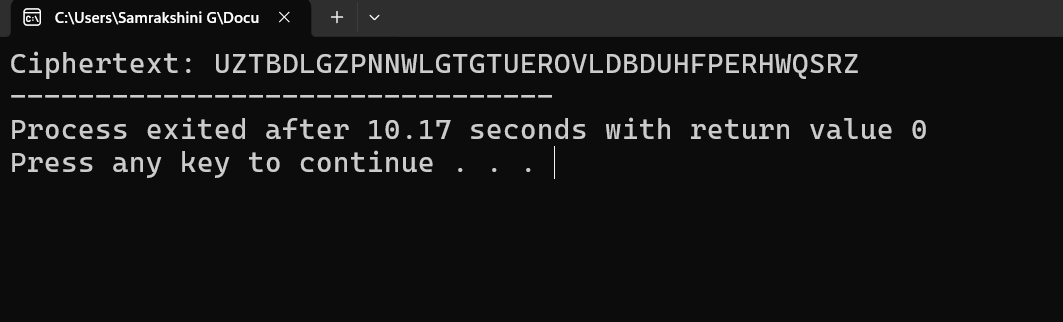 C:\Users\Samrakshini G\Docu
Ciphertext: UZTBDLGZPNNWLGTGTUEROVLDBDUHFPERHWQSRZ
--------------------------------
Process exited after 10.17 seconds with return value 0
Press any key to continue . . .